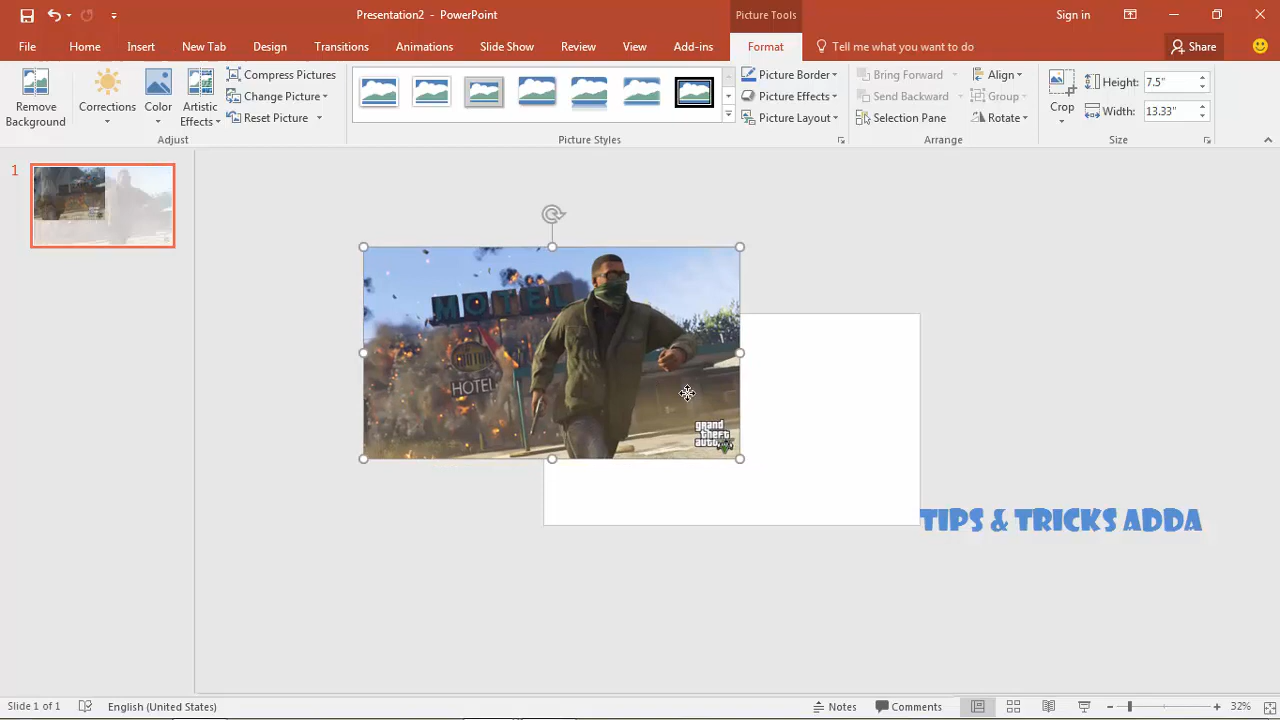 Presentation2 - PowerPoint
Picture Tools
Sign in
File
Home
Insert
New Tab
Design
Transitions
Animations
Slide Show
Review
View
Add-ins
Format
Tell me what you want to do
Share
Remove
Background
Corrections
Color
Artistic
Effects
Compress Pictures
Change Picture
Reset Picture
Adjust
Picture Styles
Picture Border
Picture Effects
Picture Layout
Bring Forward
Send Backward
Selection Pane
Align
Group
Rotate
Arrange
Crop
Height: 7.5"
Width: 13.33"
Size
1
MOTEL
HOTEL
grand
theft
auto
TIPS & TRICKS ADDA
Slide 1 of 1
English (United States)
Notes
Comments
32%